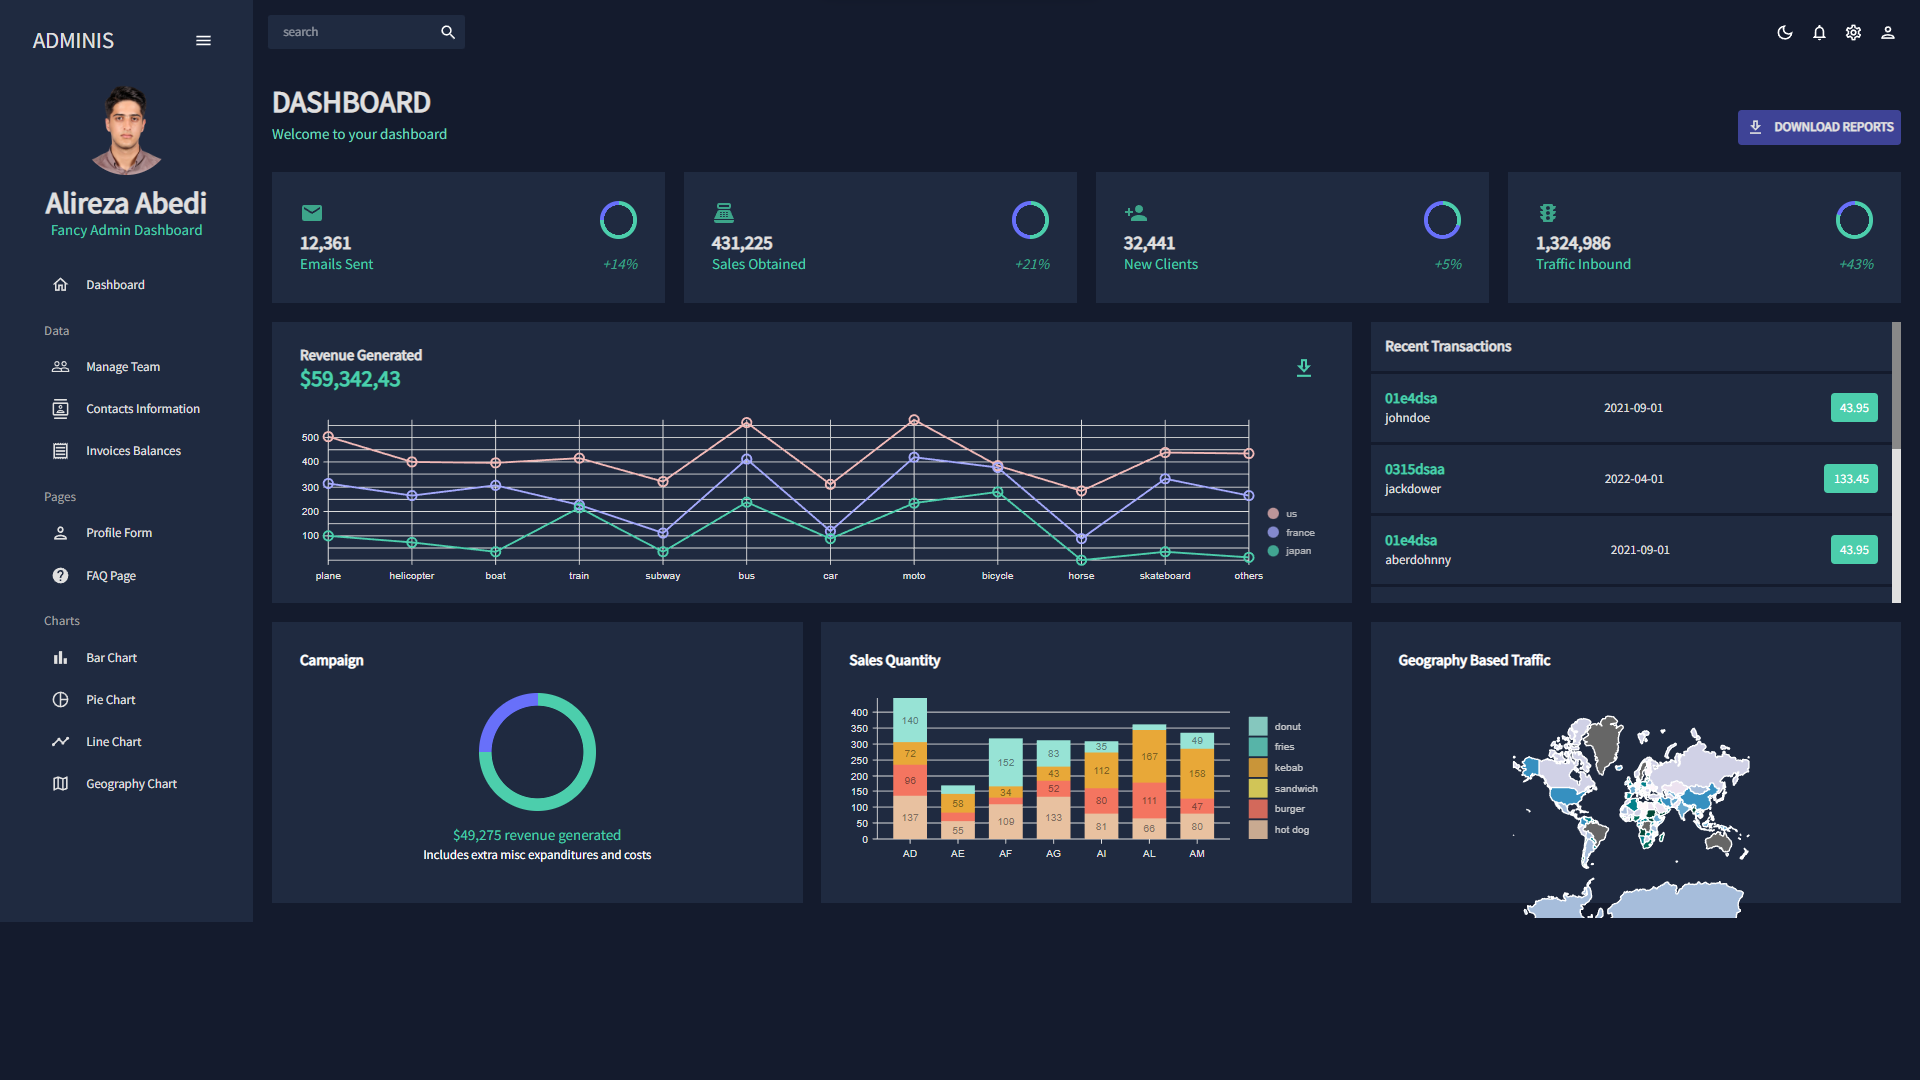 ADMINIS
search
Alireza Abedi
Fancy Admin Dashboard
Dashboard
Data
Manage Team
Contacts Information
Invoices Balances
Pages
Profile Form
FAQ Page
Charts
Bar Chart
Pie Chart
Line Chart
Geography Chart
DASHBOARD
Welcome to your dashboard
DOWNLOAD REPORTS
12,361
Emails Sent
+14%
431,225
Sales Obtained
+21%
32,441
New Clients
+5%
1,324,986
Traffic Inbound
+43%
Revenue Generated
$59,342,43
500
400
300
200
100
plane helicopter boat train subway bus car moto bicycle horse skateboard others
us
france
japan
Recent Transactions
01e4dsa
johndoe
2021-09-01
43.95
0315dsaa
jackdower
2022-04-01
133.45
01e4dsa
aberdohnny
2021-09-01
43.95
Campaign
$49,275 revenue generated
Includes extra misc expenditures and costs
Sales Quantity
400
350
300
250
200
150
100
50
0
140
72
96
137
58
55
152
34
109
83
43
52
133
35
112
80
81
167
111
66
49
158
47
80
AD AE AF AG AI AL AM
donut
fries
kebab
sandwich
burger
hot dog
Geography Based Traffic